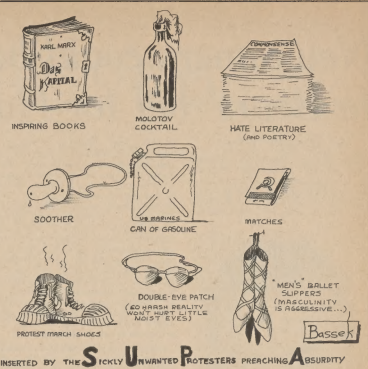 KARL MARX
Das
KAPITAL
INSPIRING BOOKS
MOLOTOV
COCKTAIL
COMMONSENSE
HATE LITERATURE
(AND POETRY)
SOOTHER
US MARINES
CAN OF GASOLINE
MATCHES
PROTEST MARCH SHOES
DOUBLE-EYE PATCH
(SO HARSH REALITY
WON'T HURT LITTLE
MOIST EYES)
"MEN'S" BALLET
SLIPPERS
(MASCULINITY
IS AGGRESSIVE...)
Bassek
INSERTED BY THE SICKLY UNWANTED PROTESTERS PREACHING ABSURDITY